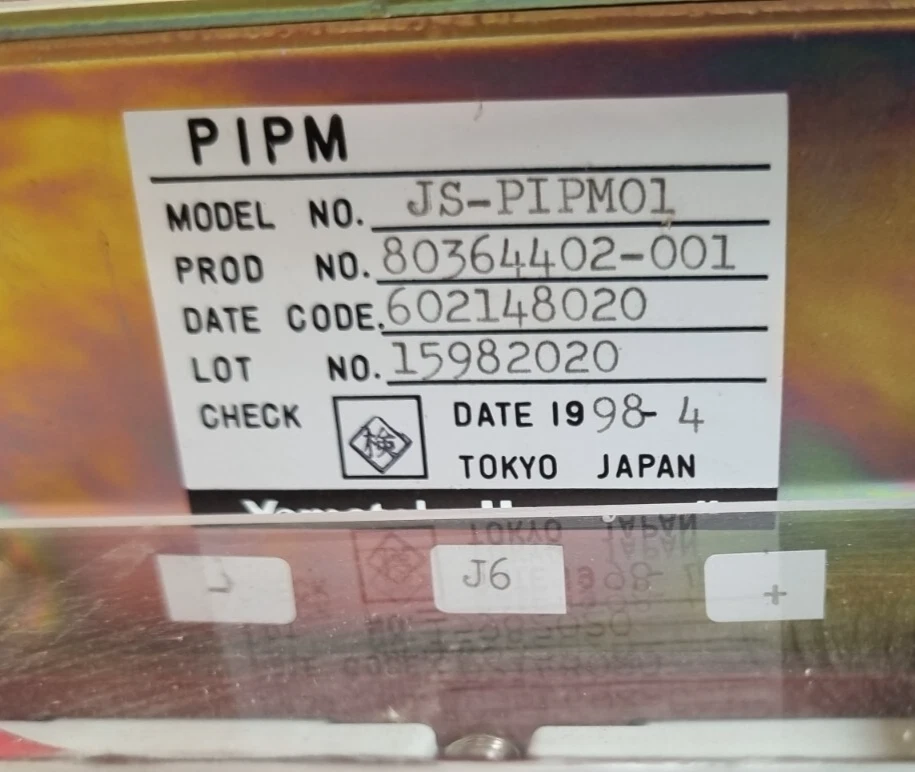 PIPM
MODEL NO. JS-PIPM01
PROD NO. 80364402-001
DATE CODE. 602148020
LOT NO. 15982020
CHECK 検 DATE 1998-4
TOKYO JAPAN
- J6 +